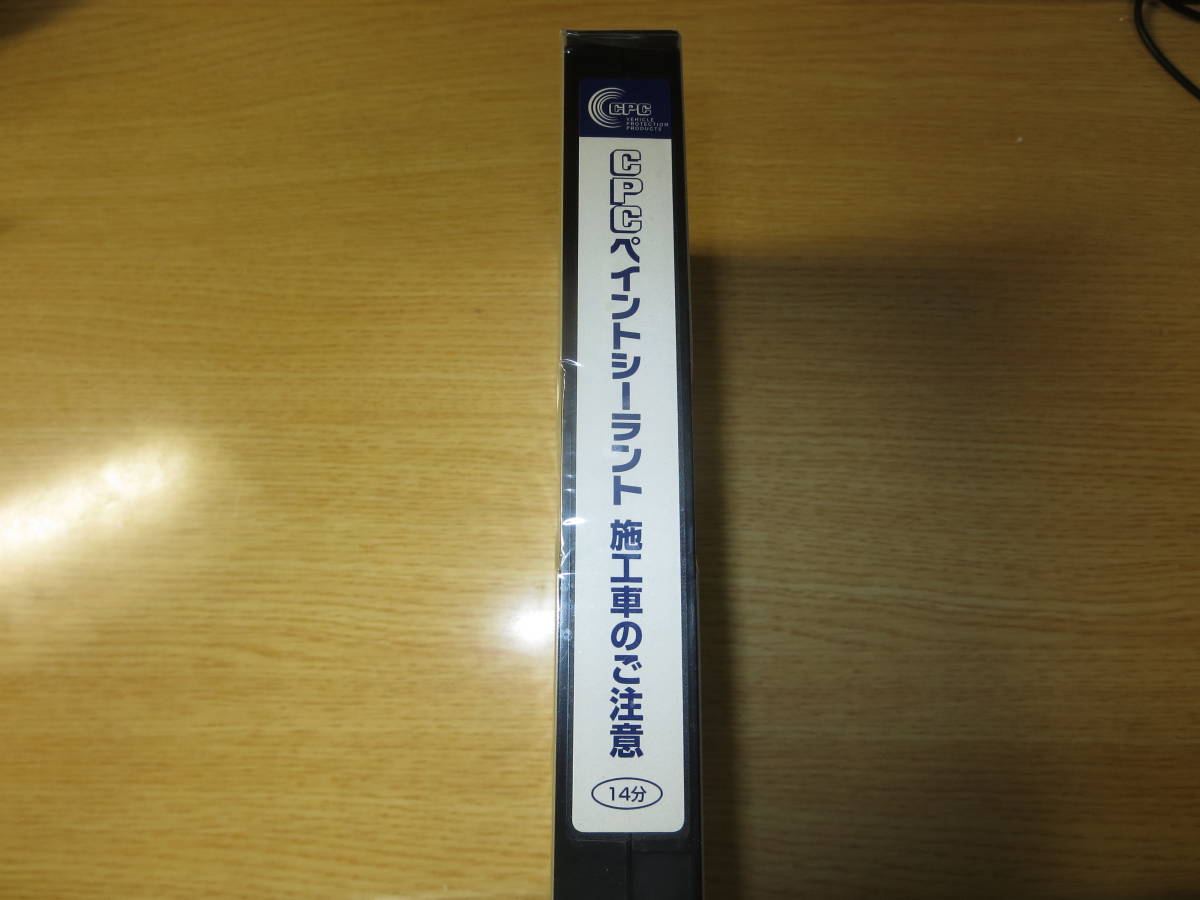 CPC
VEHICLE
PROTECTION
PRODUCTS
CPCペイントシーラント 施工車のご注意
14分